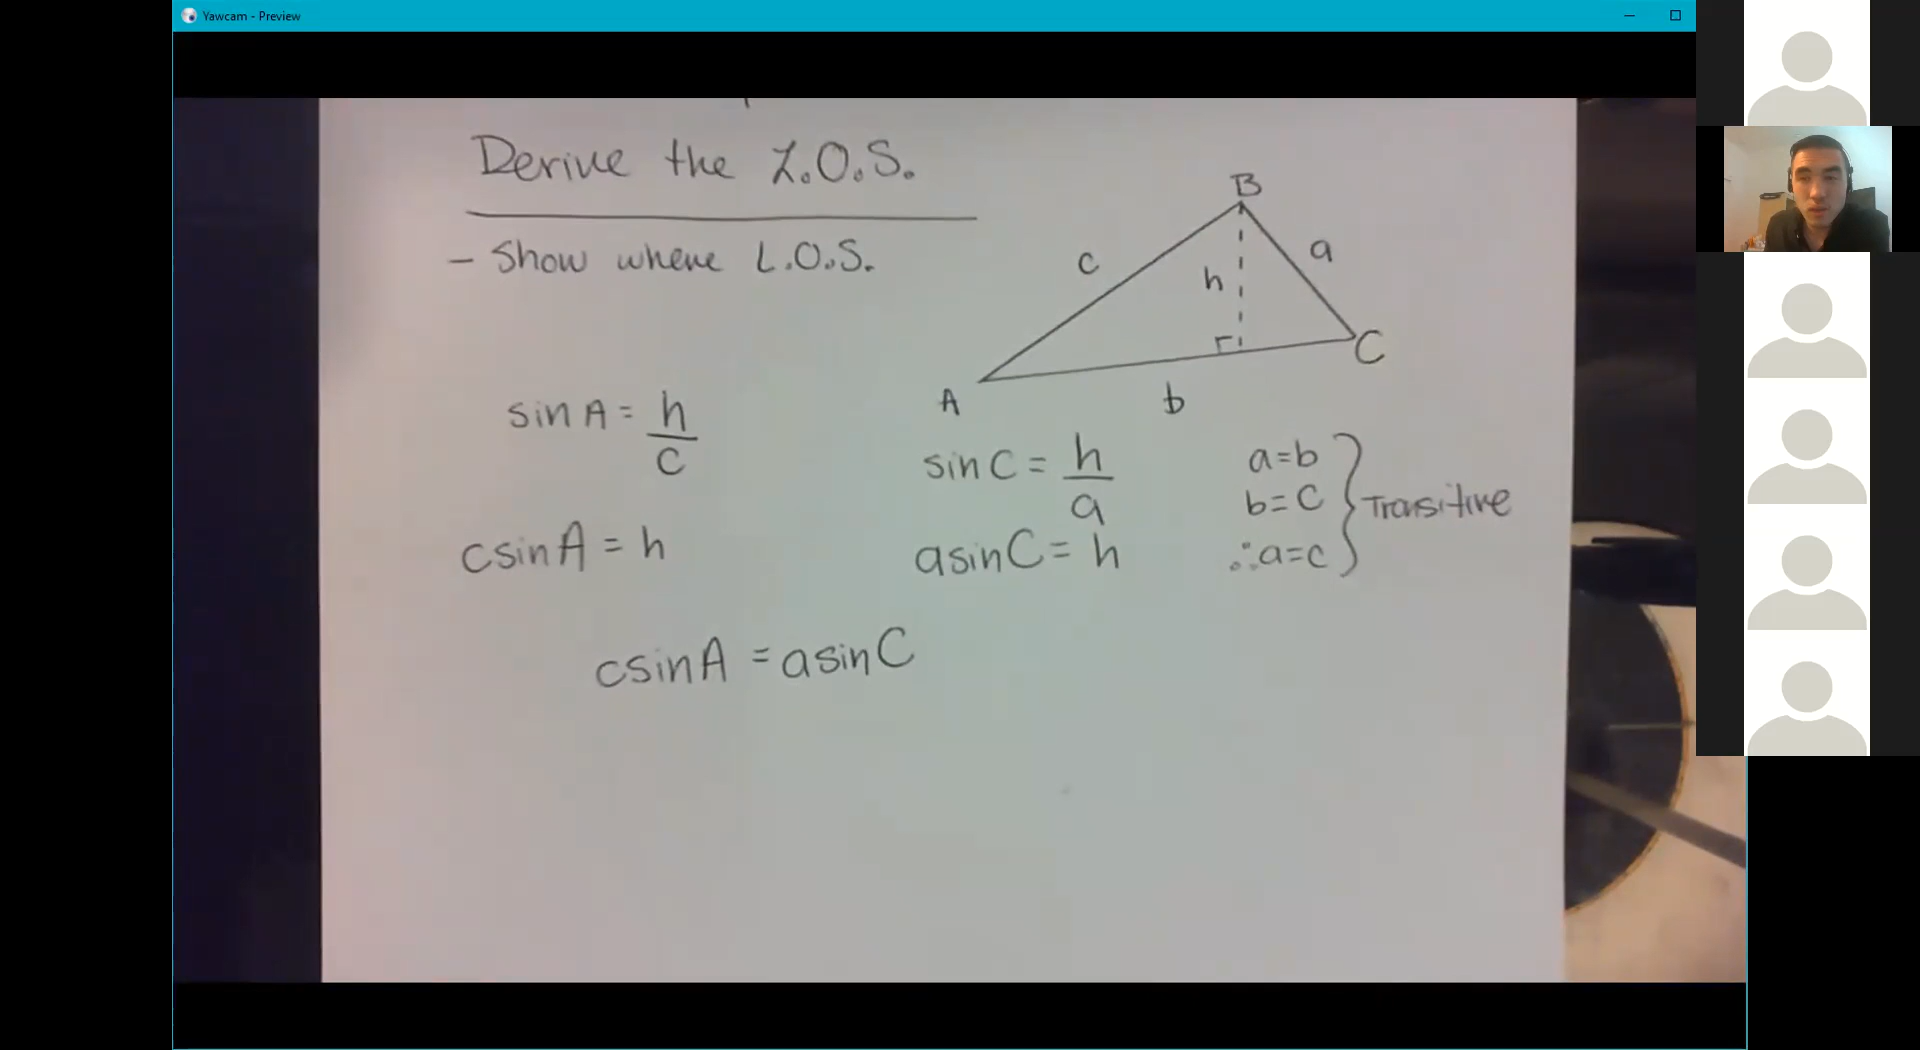 Yawcam - Preview
Derive the L.O.S.
- Show where L.O.S.
B
c
a
h
C
A
b
sin A = h/c
sin C = h/a
a=b
b=c
∴a=c
Transitive
csinA = h
asinC = h
csinA = asinC